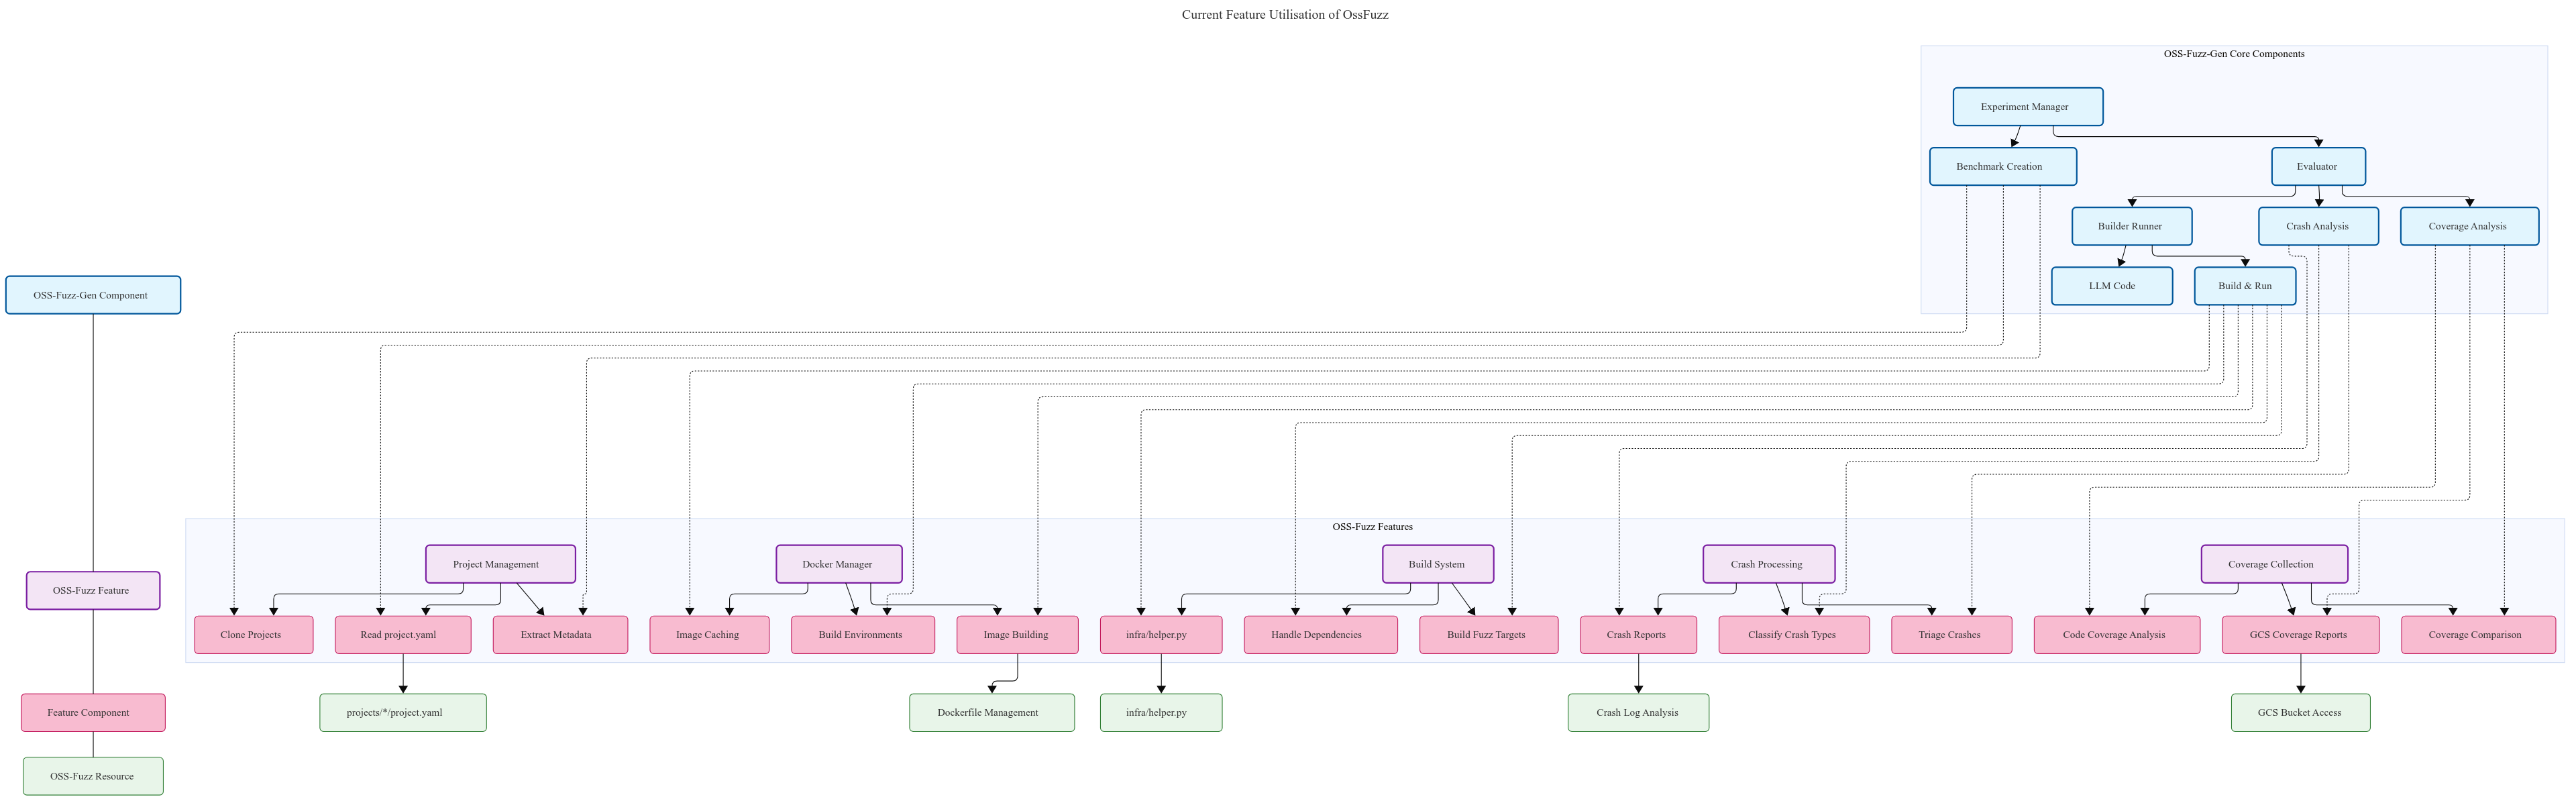 Current Feature Utilisation of OssFuzz
OSS-Fuzz-Gen Core Components
Experiment Manager
Benchmark Creation
Evaluator
Builder Runner
Crash Analysis
Coverage Analysis
LLM Code
Build & Run
OSS-Fuzz-Gen Component
OSS-Fuzz Feature
Feature Component
OSS-Fuzz Resource
OSS-Fuzz Features
Project Management
Docker Manager
Build System
Crash Processing
Coverage Collection
Clone Projects
Read project.yaml
Extract Metadata
Image Caching
Build Environments
Image Building
infra/helper.py
Handle Dependencies
Build Fuzz Targets
Crash Reports
Classify Crash Types
Triage Crashes
Code Coverage Analysis
GCS Coverage Reports
Coverage Comparison
projects/*/project.yaml
Dockerfile Management
infra/helper.py
Crash Log Analysis
GCS Bucket Access